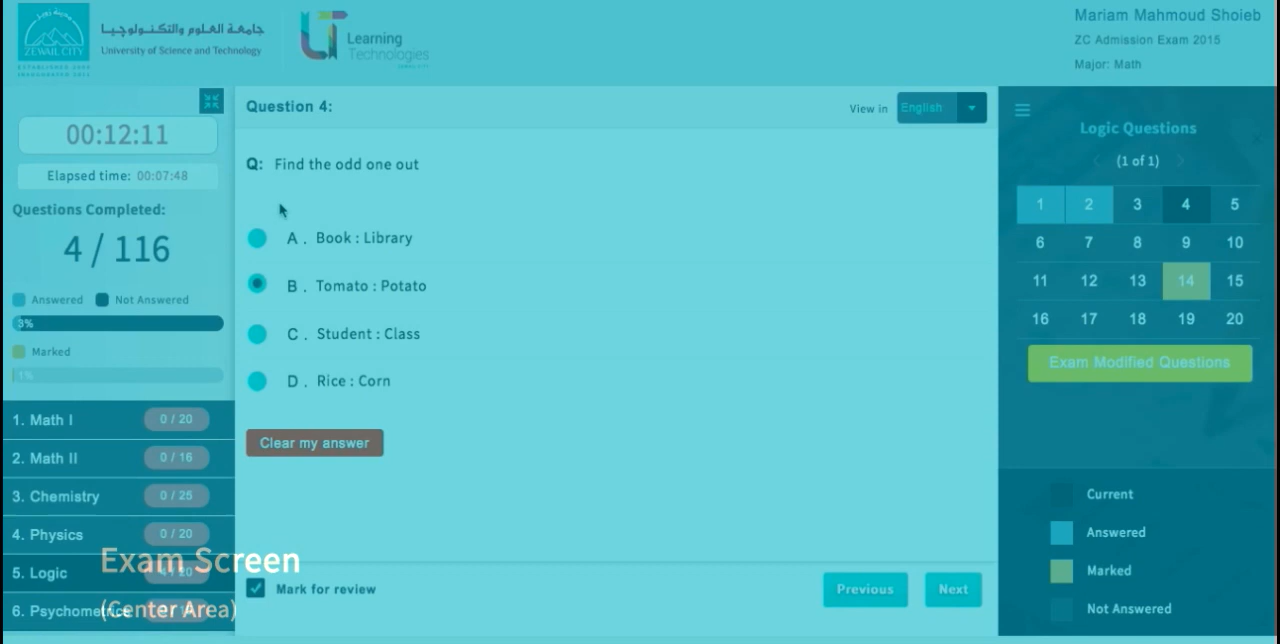 ZEWAIL CITY
جامعة العلوم والتكنولوجيا
University of Science and Technology
Learning
Technologies
Mariam Mahmoud Shoieb
ZC Admission Exam 2015
Major: Math
00:12:11
Elapsed time: 00:07:48
Questions Completed:
4 / 116
Answered Not Answered
3%
Marked
1%
1. Math I 0 / 20
2. Math II 0 / 16
3. Chemistry 0 / 25
4. Physics 0 / 20
5. Logic
6. Psychometrics
Exam Screen
(Center Area)
Question 4:
View in English
Q: Find the odd one out
A . Book : Library
B . Tomato : Potato
C . Student : Class
D . Rice : Corn
Clear my answer
Mark for review
Previous Next
Logic Questions
(1 of 1)
1 2 3 4 5
6 7 8 9 10
11 12 13 14 15
16 17 18 19 20
Exam Modified Questions
Current
Answered
Marked
Not Answered